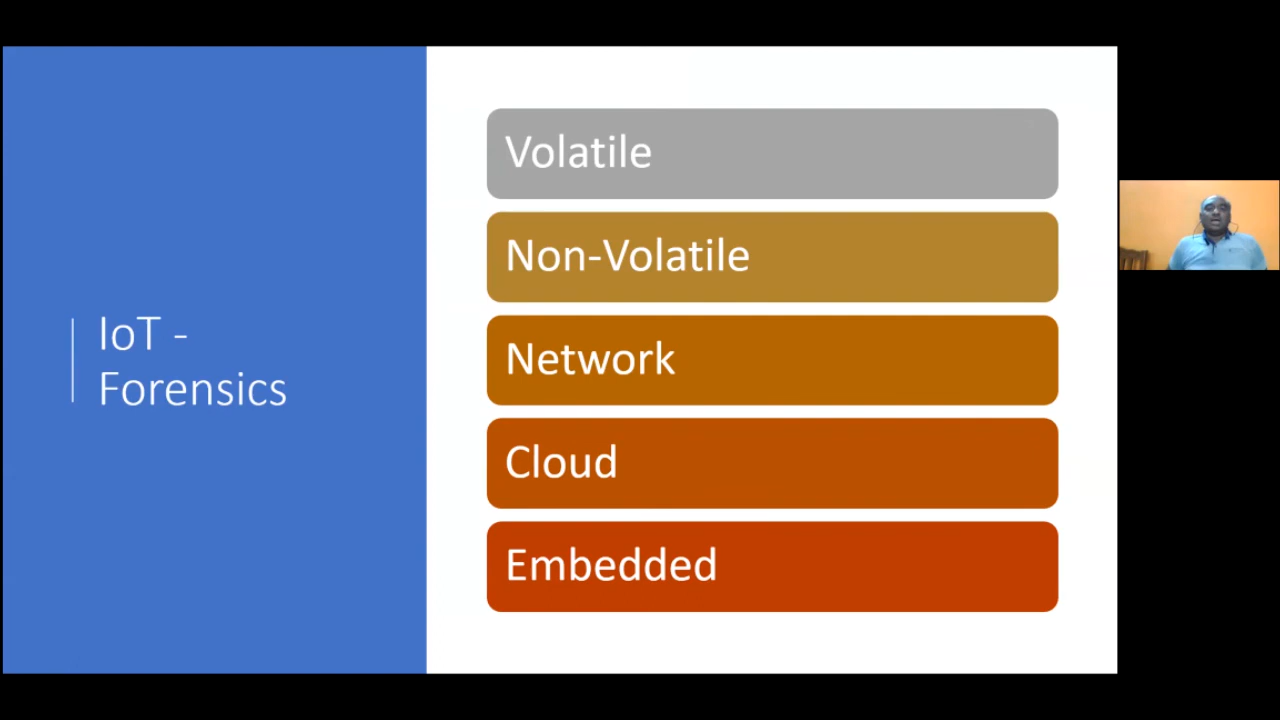 IoT -
Forensics
Volatile
Non-Volatile
Network
Cloud
Embedded